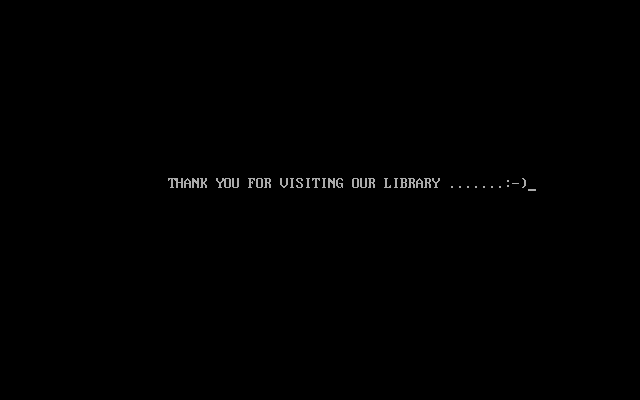 THANK YOU FOR VISITING OUR LIBRARY .......:-)_